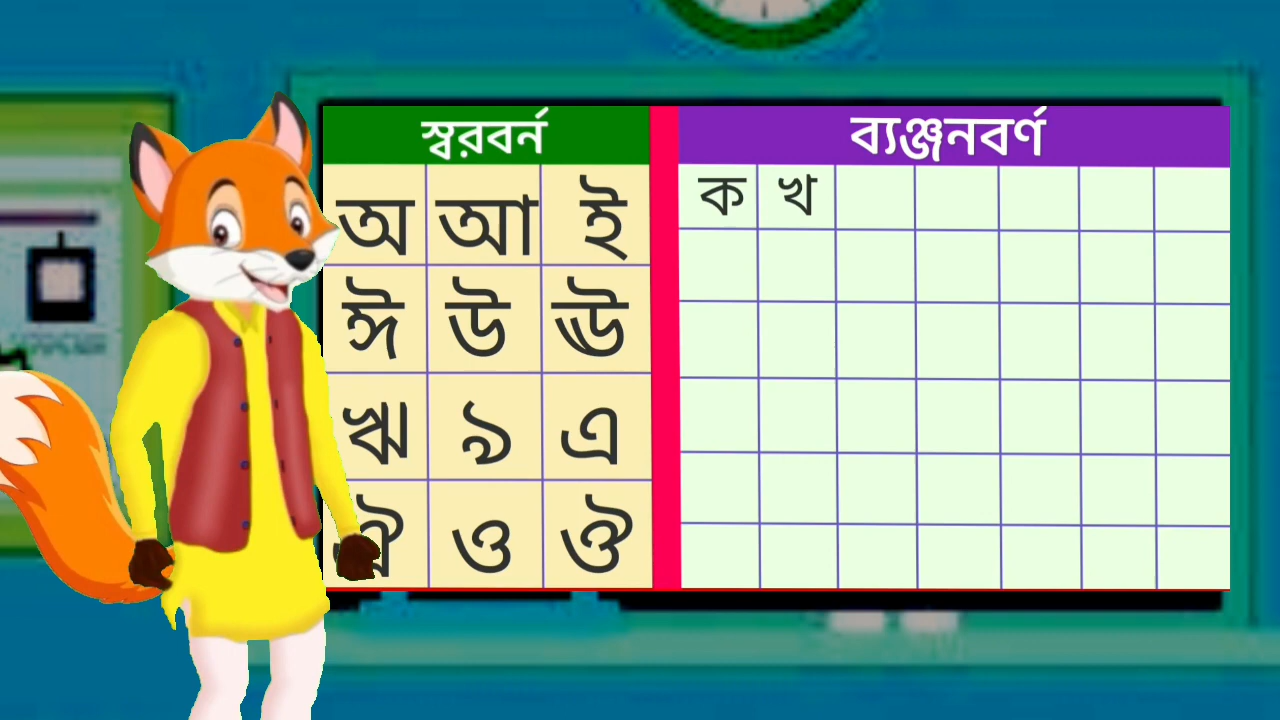 স্বরবর্ন
অ আ ই
ঈ উ ঊ
ঋ ঌ এ
ঐ ও ঔ
ব্যঞ্জনবর্ণ
ক খ